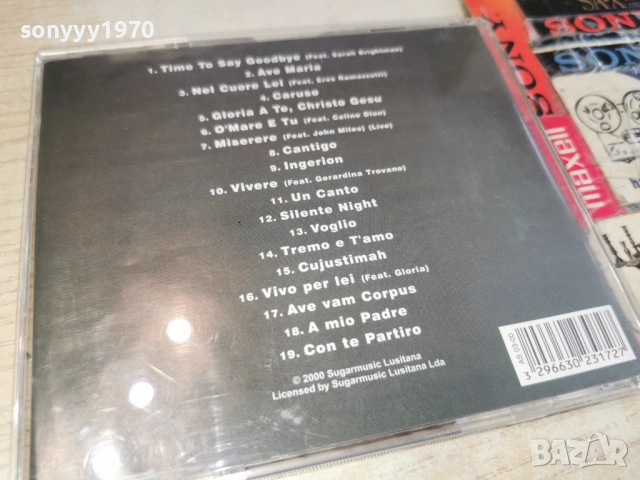 sonyyy1970
1. Time To Say Goodbye (Feat. Sarah Brightman)
2. Ave Maria
3. Nel Cuore Lei (Feat. Eros Ramazzotti)
4. Caruso
5. Gloria A Te, Christo Gesu
6. O'Mare E Tu (Feat. Celine Dion)
7. Miserere (Feat. John Miles) (Live)
8. Cantigo
9. Ingerion
10. Vivere (Feat. Gerardina Trovano)
11. Un Canto
12. Silente Night
13. Voglio
14. Tremo e T'amo
15. Cujustimah
16. Vivo per lei (Feat. Gloria)
17. Ave vam Corpus
18. A mio Padre
19. Con te Partiro
© 2000 Sugarmusic Lusitana
Licensed by Sugarmusic Lusitana Lda
AS 03.00
3 296630 231727
maxell
SONY
BAZAR